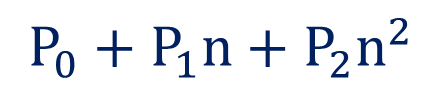 P₀ + P₁n + P₂n²